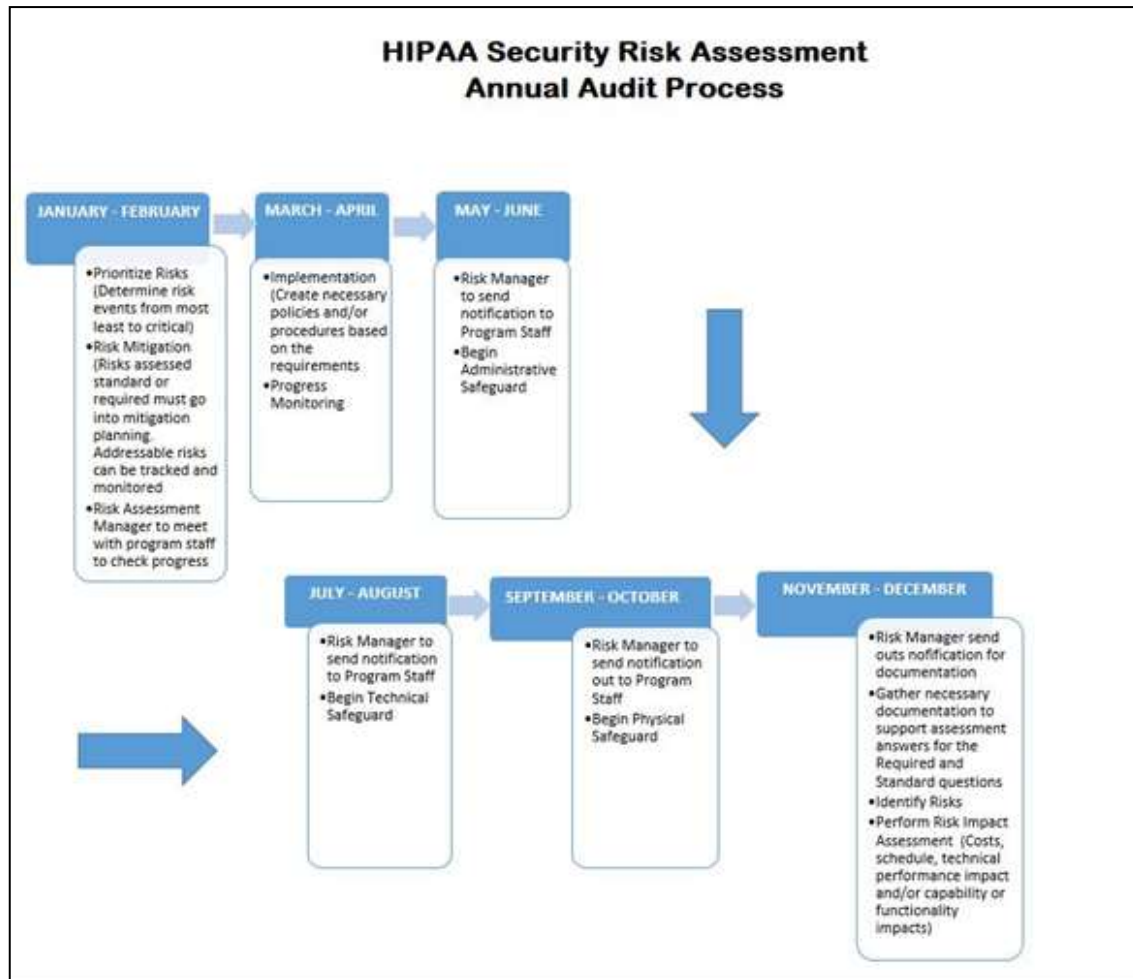 HIPAA Security Risk Assessment
Annual Audit Process
JANUARY - FEBRUARY
•Prioritize Risks
(Determine risk
events from most
least to critical)
•Risk Mitigation
(Risks assessed
standard or
required must go
into mitigation
planning.
Addressable risks
can be tracked and
monitored
•Risk Assessment
Manager to meet
with program staff
to check progress
MARCH - APRIL
•Implementation
(Create necessary
policies and/or
procedures based
on the
requirements
•Progress
Monitoring
MAY - JUNE
•Risk Manager
to send
notification to
Program Staff
•Begin
Administrative
Safeguard
JULY - AUGUST
•Risk Manager to
send notification
to Program Staff
•Begin Technical
Safeguard
SEPTEMBER - OCTOBER
•Risk Manager to
send notification
out to Program
Staff
•Begin Physical
Safeguard
NOVEMBER - DECEMBER
•Risk Manager send
outs nofification for
documentation
•Gather necessary
documentation to
support assessment
answers for the
Required and
Standard questions
•Identify Risks
•Perform Risk Impact
Assessment (Costs,
schedule, technical
performance impact
and/or capability or
functionality
impacts)